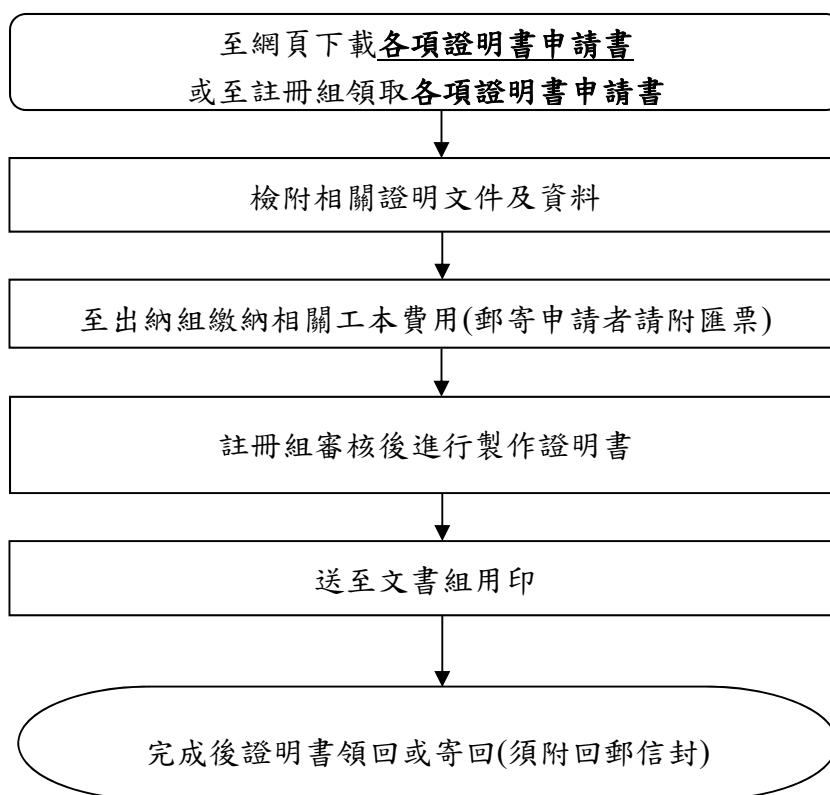 至網頁下載各項證明書申請書
或至註冊組領取各項證明書申請書
檢附相關證明文件及資料
至出納組繳納相關工本費用(郵寄申請者請附匯票)
註冊組審核後進行製作證明書
送至文書組用印
完成後證明書領回或寄回(須附回郵信封)